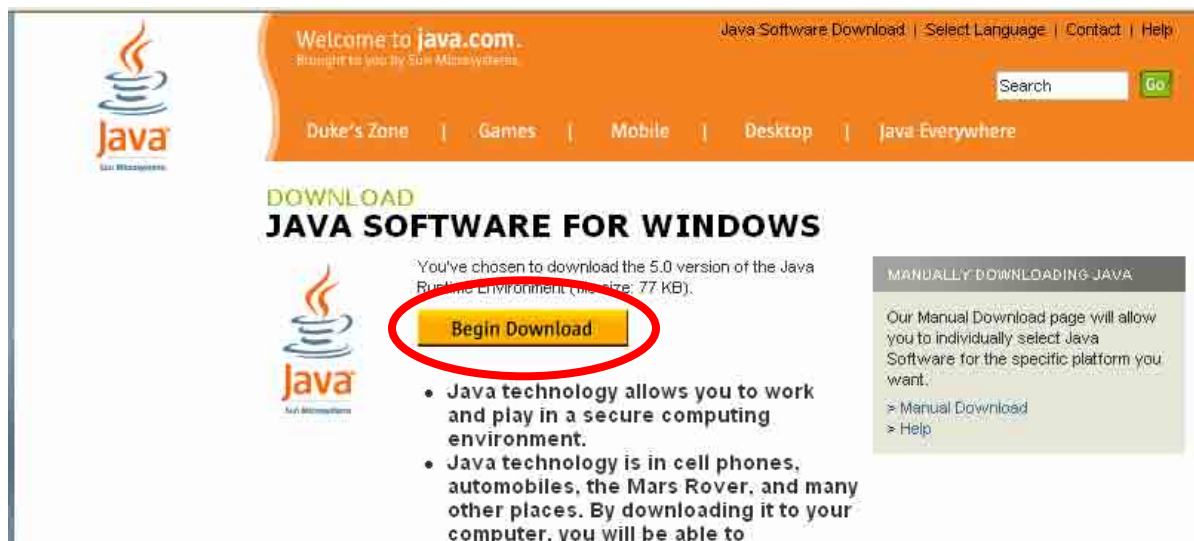 Java Software Download | Select Language | Contact | Help
Welcome to java.com.
Brought to you by Sun Microsystems
Search Go
Java
Sun Microsystems
Duke's Zone | Games | Mobile | Desktop | Java Everywhere
DOWNLOAD
JAVA SOFTWARE FOR WINDOWS
You've chosen to download the 5.0 version of the Java
Runtime Environment (file size: 77 KB).
Begin Download
Java
Sun Microsystems
• Java technology allows you to work
and play in a secure computing
environment.
• Java technology is in cell phones,
automobiles, the Mars Rover, and many
other places. By downloading it to your
computer, you will be able to
MANUALLY DOWNLOADING JAVA
Our Manual Download page will allow
you to individually select Java
Software for the specific platform you
want.
> Manual Download
> Help